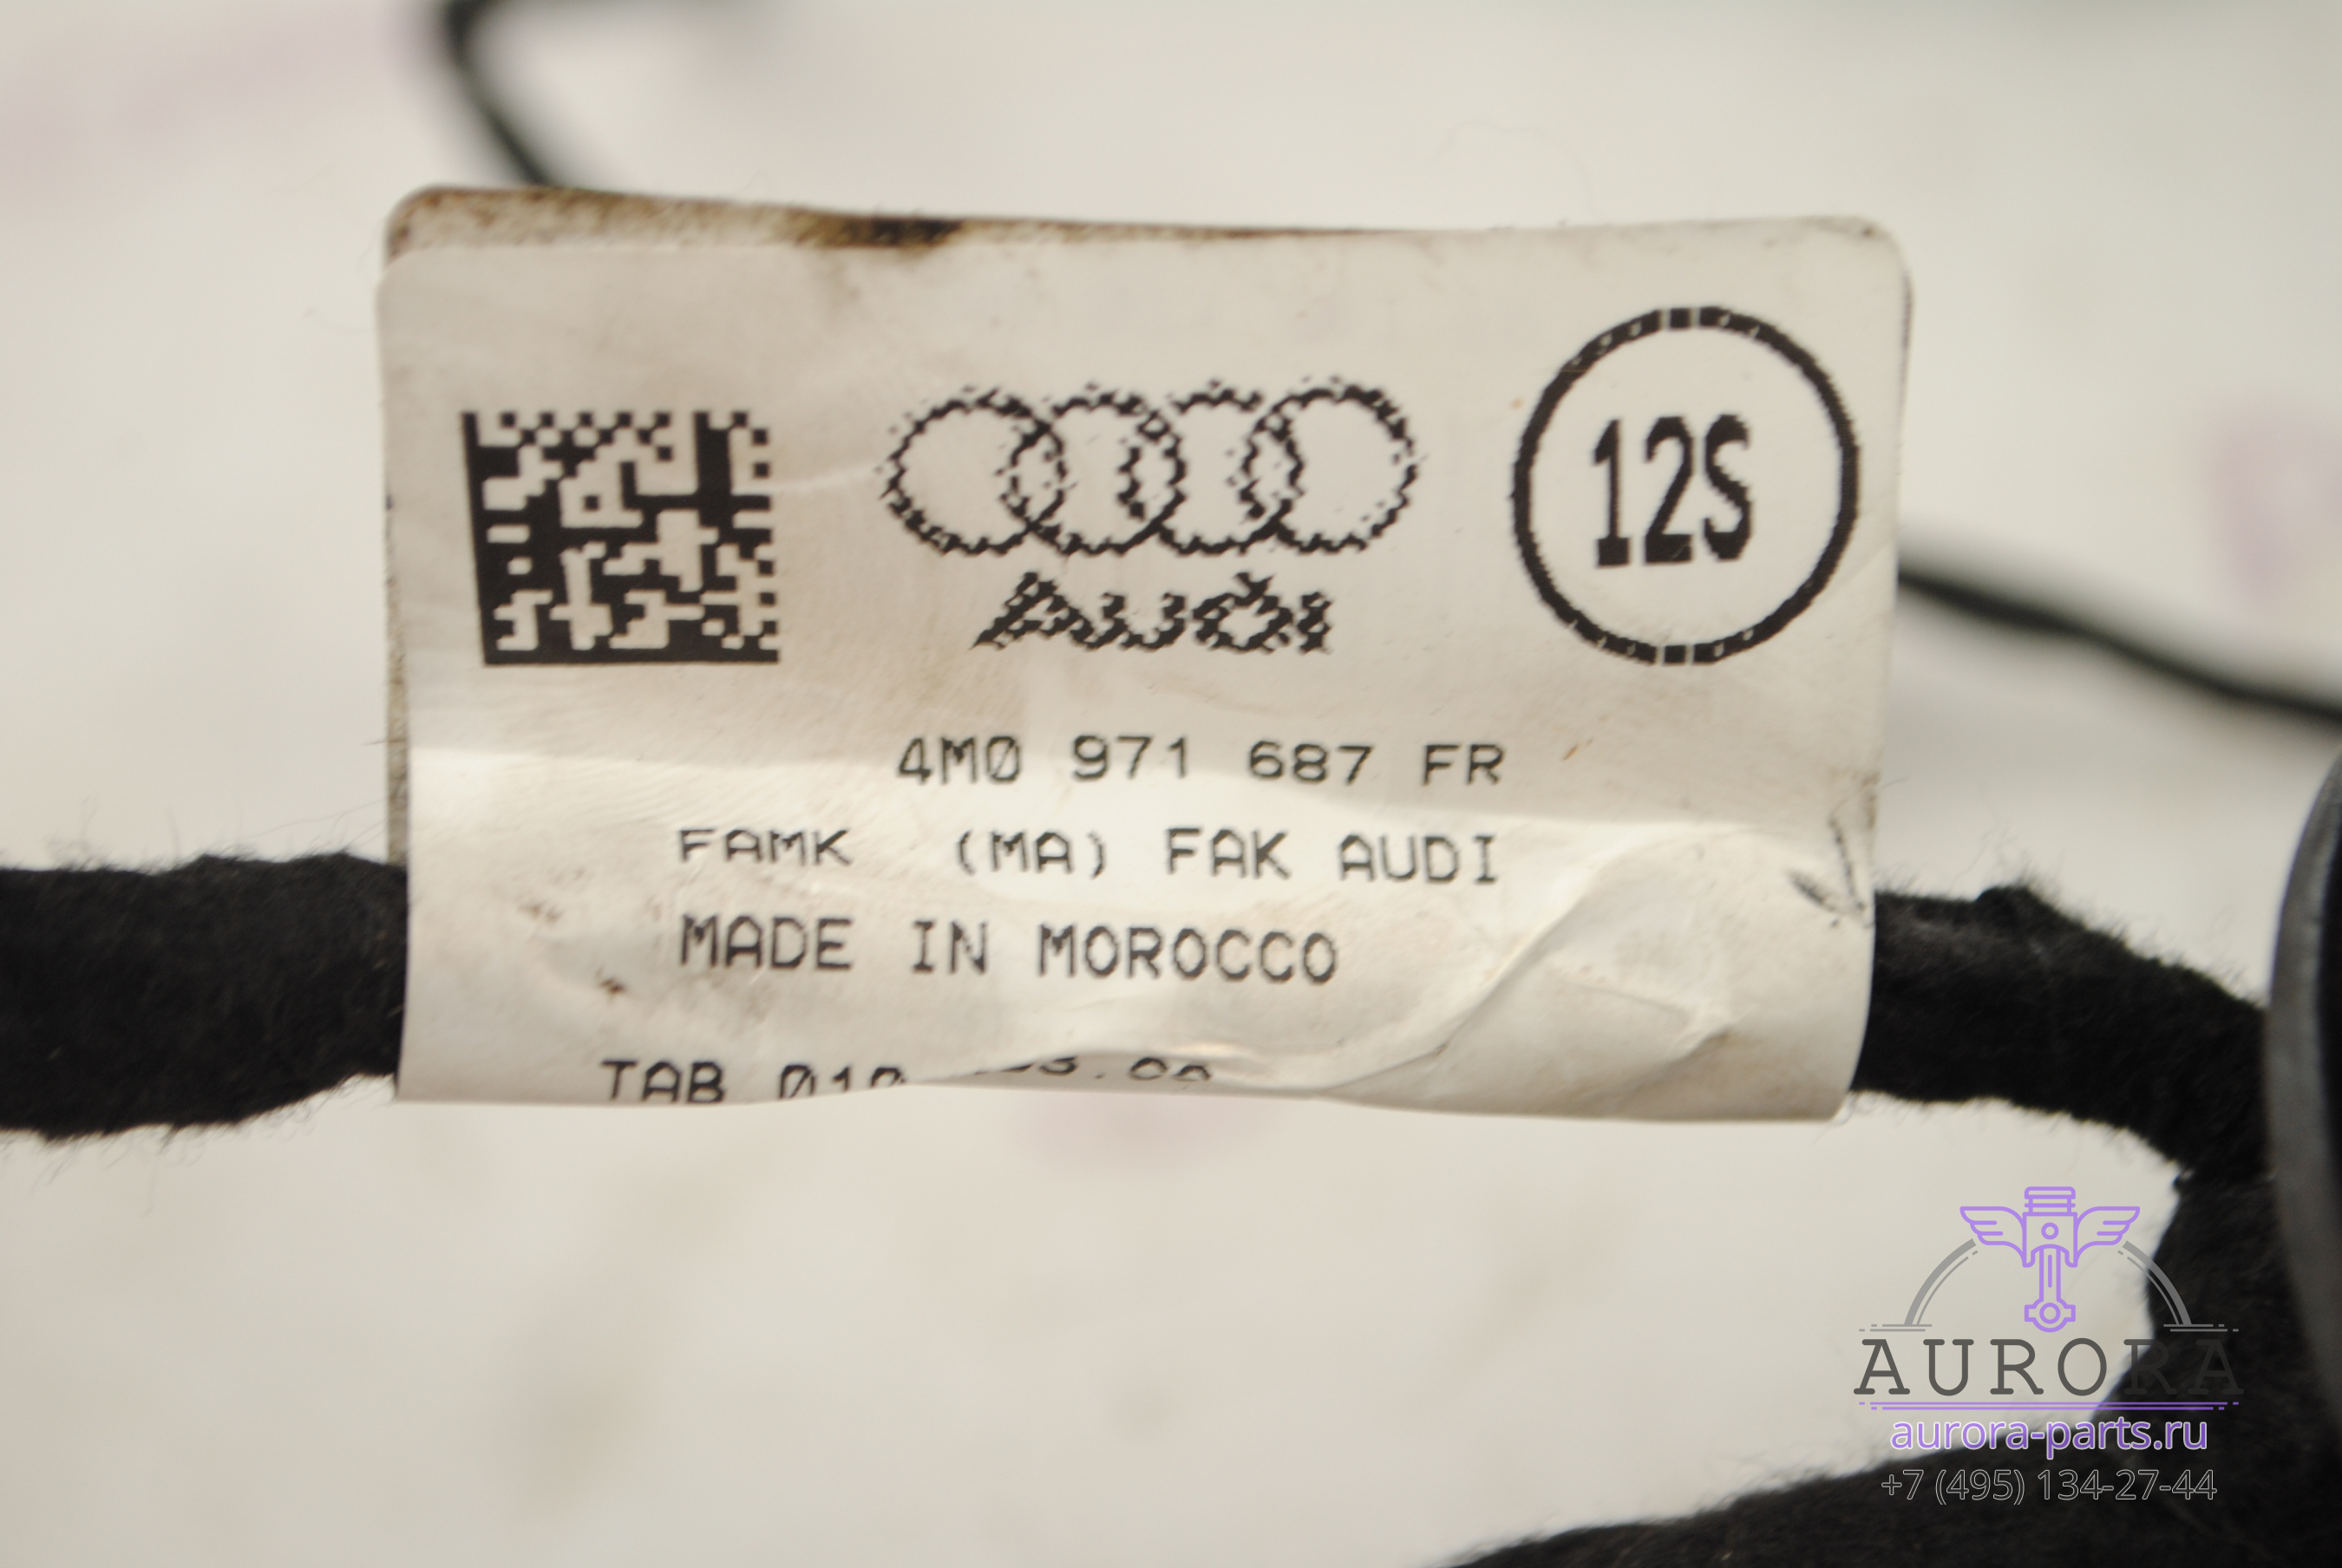 Audi
12S
4M0 971 687 FR
FAMK (MA) FAK AUDI
MADE IN MOROCCO
TAB
AURORA
aurora-parts.ru
+7 (495) 134-27-44